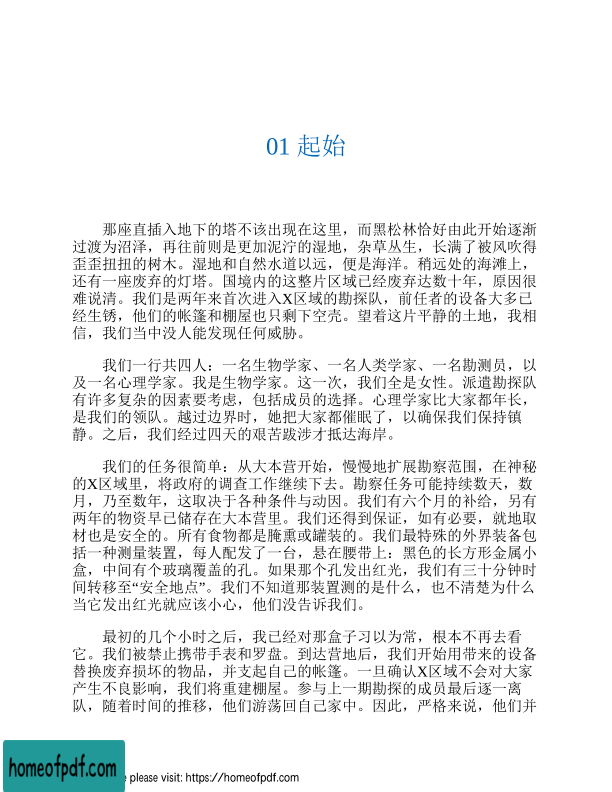 01 起始
那座直插入地下的塔不该出现在这里，而黑松林恰好由此开始逐渐
过渡为沼泽，再往前则是更加泥泞的湿地，杂草丛生，长满了被风吹得
歪歪扭扭的树木。湿地和自然水道以远，便是海洋。稍远处的海滩上，
还有一座废弃的灯塔。国境内的这整片区域已经废弃达数十年，原因很
难说清。我们是两年来首次进入X区域的勘探队，前任者的设备大多已
经生锈，他们的帐篷和棚屋也只剩下空壳。望着这片平静的土地，我相
信，我们当中没人能发现任何威胁。
我们一行共四人：一名生物学家、一名人类学家、一名勘测员，以
及一名心理学家。我是生物学家。这一次，我们全是女性。派遣勘探队
有许多复杂的因素要考虑，包括成员的选择。心理学家比大家都年长，
是我们的领队。越过边界时，她把大家都催眠了，以确保我们保持镇
静。之后，我们经过四天的艰苦跋涉才抵达海岸。
我们的任务很简单：从大本营开始，慢慢地扩展勘察范围，在神秘
的X区域里，将政府的调查工作继续下去。勘察任务可能持续数天，数
月，乃至数年，这取决于各种条件与动因。我们有六个月的补给，另有
两年的物资早已储存在大本营里。我们还得到保证，如有必要，就地取
材也是安全的。所有食物都是腌熏或罐装的。我们最特殊的外界装备包
括一种测量装置，每人配发了一台，悬在腰带上：黑色的长方形金属小
盒，中间有个玻璃覆盖的孔。如果那个孔发出红光，我们有三十分钟时
间转移至“安全地点”。我们不知道那装置测的是什么，也不清楚为什么
当它发出红光就应该小心，他们没告诉我们。
最初的几个小时之后，我已经对那盒子习以为常，根本不再去看
它。我们被禁止携带手表和罗盘。到达营地后，我们开始用带来的设备
替换废弃损坏的物品，并支起自己的帐篷。一旦确认X区域不会对大家
产生不良影响，我们将重建棚屋。参与上一期勘探的成员最后逐一离
队，随着时间的推移，他们游荡回自己家中。因此，严格来说，他们并
homeofpdf.com
e please visit: https://homeofpdf.com